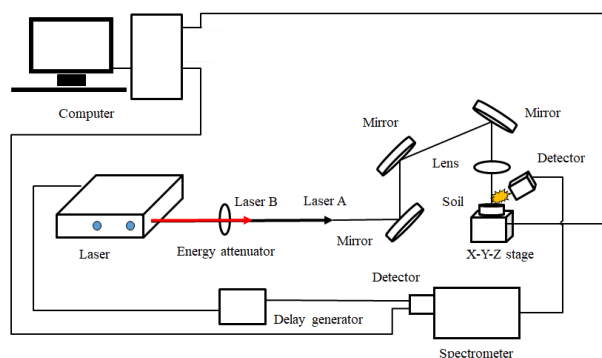 Computer
Mirror
Mirror
Lens
Detector
Laser B
Laser A
Soil
Laser
Energy attenuator
Mirror
X-Y-Z stage
Detector
Delay generator
Spectrometer